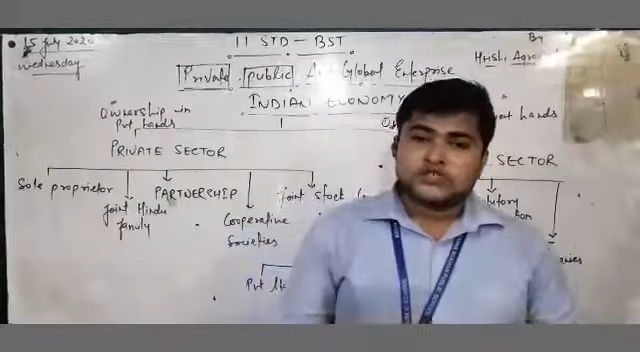 15 July 2020
Wednesday
11 STD - BST
By
Hrishi
Private, public And Global Enterprise
INDIAN ECONOMY
Ownership in
Pvt hands
hands
PRIVATE SECTOR
SECTOR
Sole proprietor
Joint Hindu
family
PARTNERSHIP
Cooperative
Societies
Joint Stock
Pvt